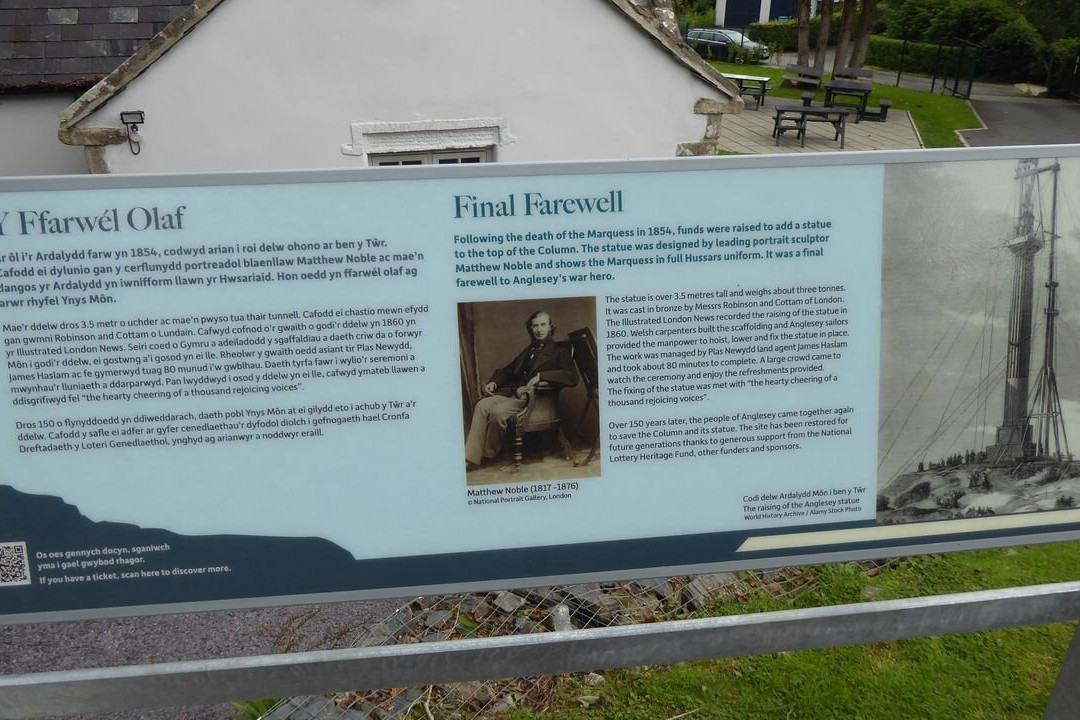 Y Ffarwél Olaf
ar ôl i'r Ardalydd farw yn 1854, codwyd arian i roi delw ohono ar ben y Tŵr.
Cafodd ei dylunio gan y cerflunydd portreadol blaenllaw Matthew Noble ac mae'n
dangos yr Ardalydd yn iwnifform llawn yr Hwsariaid. Hon oedd yn ffarwél olaf ag
arwr rhyfel Ynys Môn.
Mae'r ddelw dros 3.5 metr o uchder ac mae'n pwyso tua thair tunnell. Cafodd ei chastio mewn efydd
gan gwmni Robinson and Cottam o Lundain. Cafwyd cofnod o'r gwaith o godi'r ddelw yn 1860 yn
yr Illustrated London News. Seiri coed o Gymru a adeiladodd y sgaffaldiau a daeth criw da o forwyr
Môn i godi'r ddelw, ei gostwng a'i gosod yn ei lle. Rheolwr y gwaith oedd asiant tir Plas Newydd,
James Haslam ac fe gymerwyd tuag 80 munud i'w gwblhau. Daeth tyrfa fawr i wylio'r seremoni a
mwynhau'r lluniaeth a ddarparwyd. Pan lwyddwyd i osod y ddelw yn ei lle, cafwyd ymateb llawen a
ddisgrifiwyd fel "the hearty cheering of a thousand rejoicing voices".
Dros 150 o flynyddoedd yn ddiweddarach, daeth pobl Ynys Môn at ei gilydd eto i achub y Tŵr a'r
ddelw. Cafodd y safle ei adfer ar gyfer cenedlaethau'r dyfodol diolch i gefnogaeth hael Cronfa
Dreftadaeth y Loteri Genedlaethol, ynghyd ag arianwyr a noddwyr eraill.
Os oes gennych docyn, sganiwch
yma i gael gwybod rhagor.
If you have a ticket, scan here to discover more.
Final Farewell
Following the death of the Marquess in 1854, funds were raised to add a statue
to the top of the Column. The statue was designed by leading portrait sculptor
Matthew Noble and shows the Marquess in full Hussars uniform. It was a final
farewell to Anglesey's war hero.
The statue is over 3.5 metres tall and weighs about three tonnes.
It was cast in bronze by Messrs Robinson and Cottam of London.
The Illustrated London News recorded the raising of the statue in
1860. Welsh carpenters built the scaffolding and Anglesey sailors
provided the manpower to hoist, lower and fix the statue in place.
The work was managed by Plas Newydd land agent James Haslam
and took about 80 minutes to complete. A large crowd came to
watch the ceremony and enjoy the refreshments provided.
The fixing of the statue was met with "the hearty cheering of a
thousand rejoicing voices".
Over 150 years later, the people of Anglesey came together again
to save the Column and its statue. The site has been restored for
future generations thanks to generous support from the National
Lottery Heritage Fund, other funders and sponsors.
Matthew Noble (1817 -1876)
© National Portrait Gallery, London
Codi delw Ardalydd Môn i ben y Tŵr
The raising of the Anglesey statue
World History Archive / Alamy Stock Photo